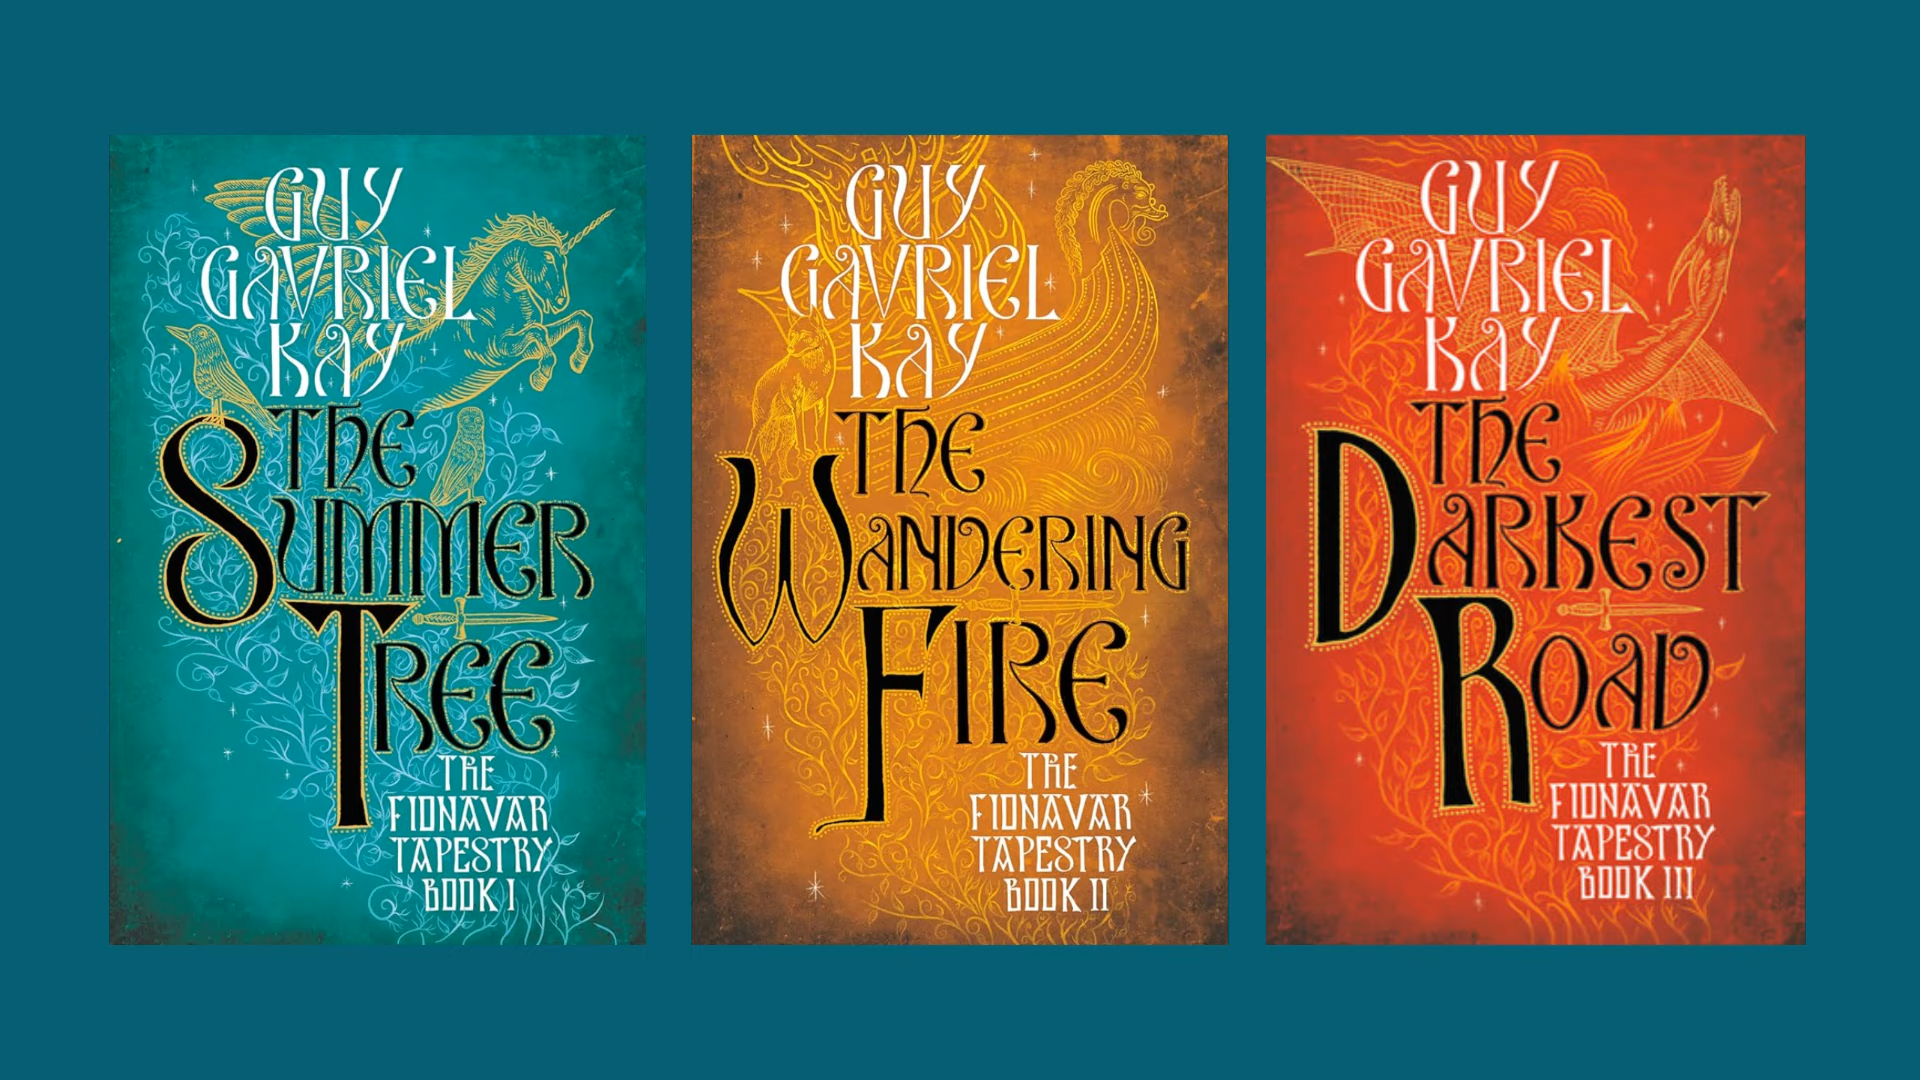 GUY
GAVRIEL
KAY
THE
SUMMER
TREE
THE
FIONAVAR
TAPESTRY
BOOK I
GUY
GAVRIEL
KAY
THE
WANDERING
FIRE
THE
FIONAVAR
TAPESTRY
BOOK II
GUY
GAVRIEL
KAY
THE
DARKEST
ROAD
THE
FIONAVAR
TAPESTRY
BOOK III